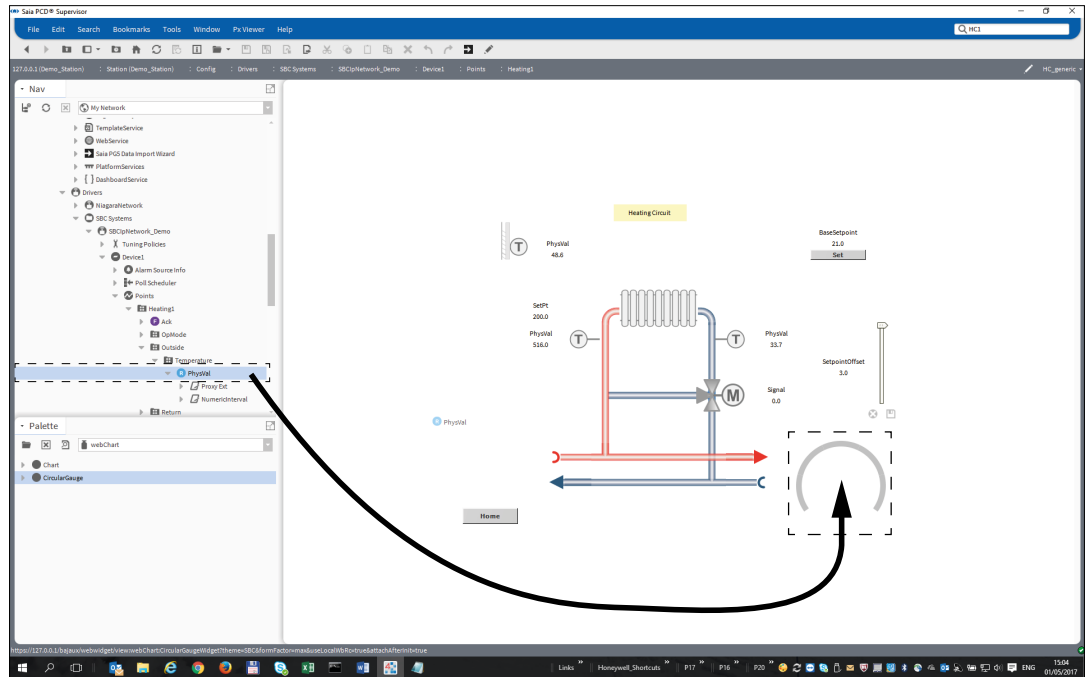 Saia PCD® Supervisor
File Edit Search Bookmarks Tools Window Px Viewer Help
HC1
127.0.0.1 (Demo_Station) : Station (Demo_Station) : Config : Drivers : SBC Systems : SBCIpNetwork_Demo : Device1 : Points : Heating1
HC_generic
Nav
My Network
TemplateService
WebService
Saia PG5 Data Import Wizard
PlatformServices
{ } DashboardService
Drivers
NiagaraNetwork
SBC Systems
SBCIpNetwork_Demo
Tuning Policies
Device1
Alarm Source Info
Poll Scheduler
Points
Heating1
Ack
OpMode
Outside
Temperature
PhysVal
Proxy Ext
NumericInterval
Return
Palette
webChart
Chart
CircularGauge
Heating Circuit
T
PhysVal
48.6
BaseSetpoint
21.0
Set
SetPt
200.0
PhysVal
516.0
T
T
PhysVal
33.7
SetpointOffset
3.0
M
Signal
0.0
PhysVal
Home
https://127.0.0.1/bajaux/webwidget/view:webChart:CircularGaugeWidget?theme=SBC&formFactor=max&useLocalWbRc=true&attachAfterInit=true
Links » Honeywell_Shortcuts » P17 » P16 » P20 »
ENG
15:04
01/05/2017